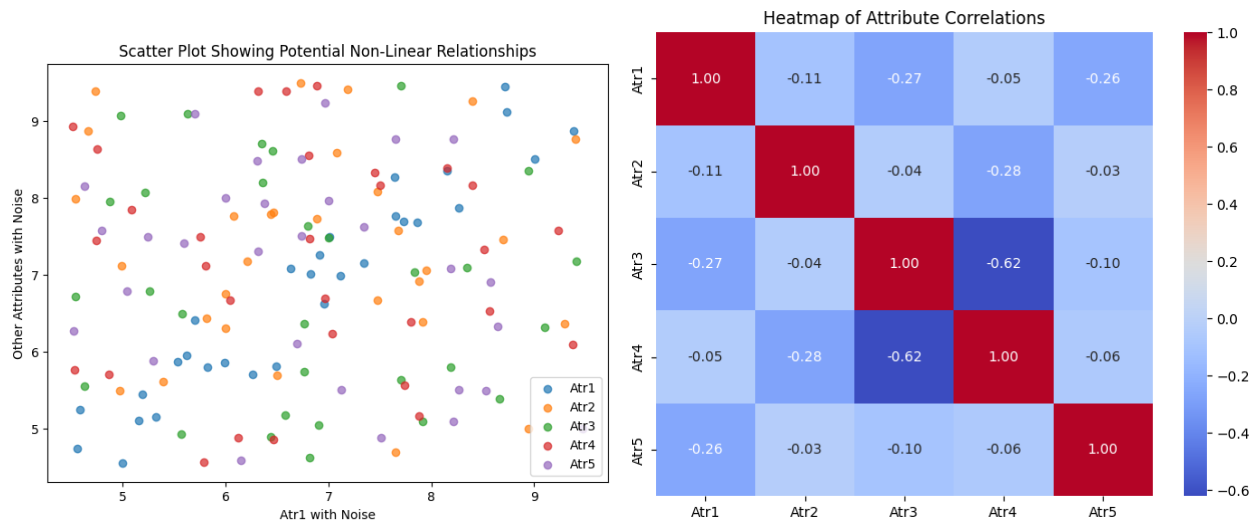 Scatter Plot Showing Potential Non-Linear Relationships
Other Attributes with Noise
9
8
7
6
5
5 6 7 8 9
Atr1 with Noise
Atr1
Atr2
Atr3
Atr4
Atr5
Heatmap of Attribute Correlations
Atr1 1.00 -0.11 -0.27 -0.05 -0.26
Atr2 -0.11 1.00 -0.04 -0.28 -0.03
Atr3 -0.27 -0.04 1.00 -0.62 -0.10
Atr4 -0.05 -0.28 -0.62 1.00 -0.06
Atr5 -0.26 -0.03 -0.10 -0.06 1.00
Atr1 Atr2 Atr3 Atr4 Atr5
1.0
0.8
0.6
0.4
0.2
0.0
−0.2
−0.4
−0.6